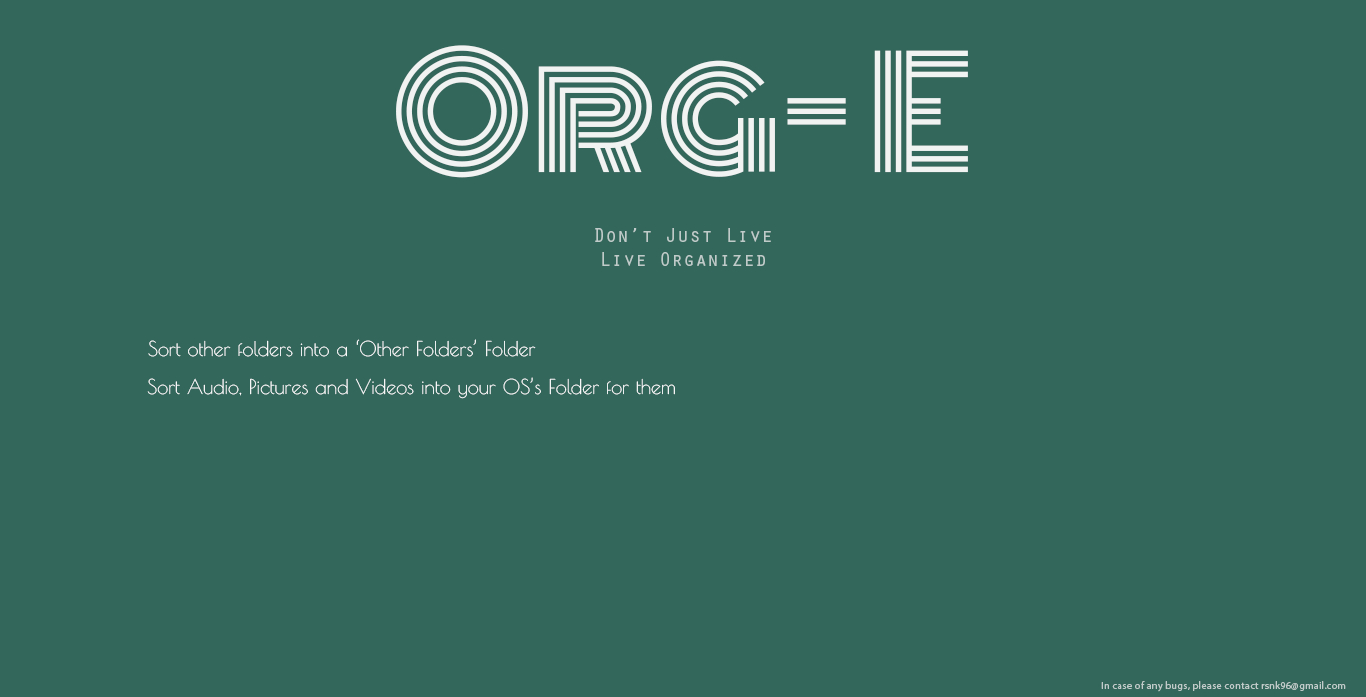 ORG-E
Don't Just Live
Live Organized
Sort other folders into a ‘Other Folders’ Folder
Sort Audio, Pictures and Videos into your OS's Folder for them
In case of any bugs, please contact rsnk96@gmail.com